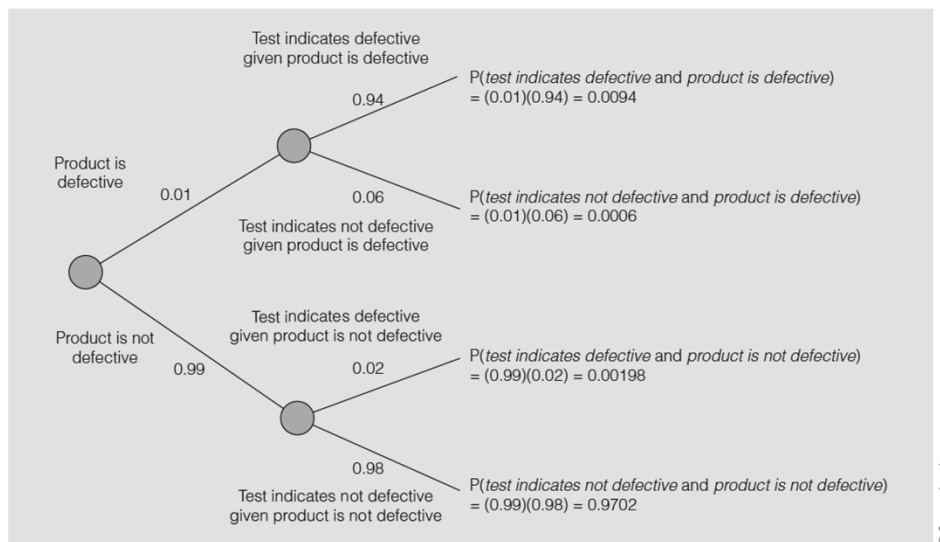 Test indicates defective
given product is defective
P(test indicates defective and product is defective)
= (0.01)(0.94) = 0.0094
0.94
Product is
defective
0.01
0.06
P(test indicates not defective and product is defective)
= (0.01)(0.06) = 0.0006
Test indicates not defective
given product is defective
Test indicates defective
given product is not defective
Product is not
defective
0.99
0.02
P(test indicates defective and product is not defective)
= (0.99)(0.02) = 0.00198
0.98
P(test indicates not defective and product is not defective)
= (0.99)(0.98) = 0.9702
Test indicates not defective
given product is not defective